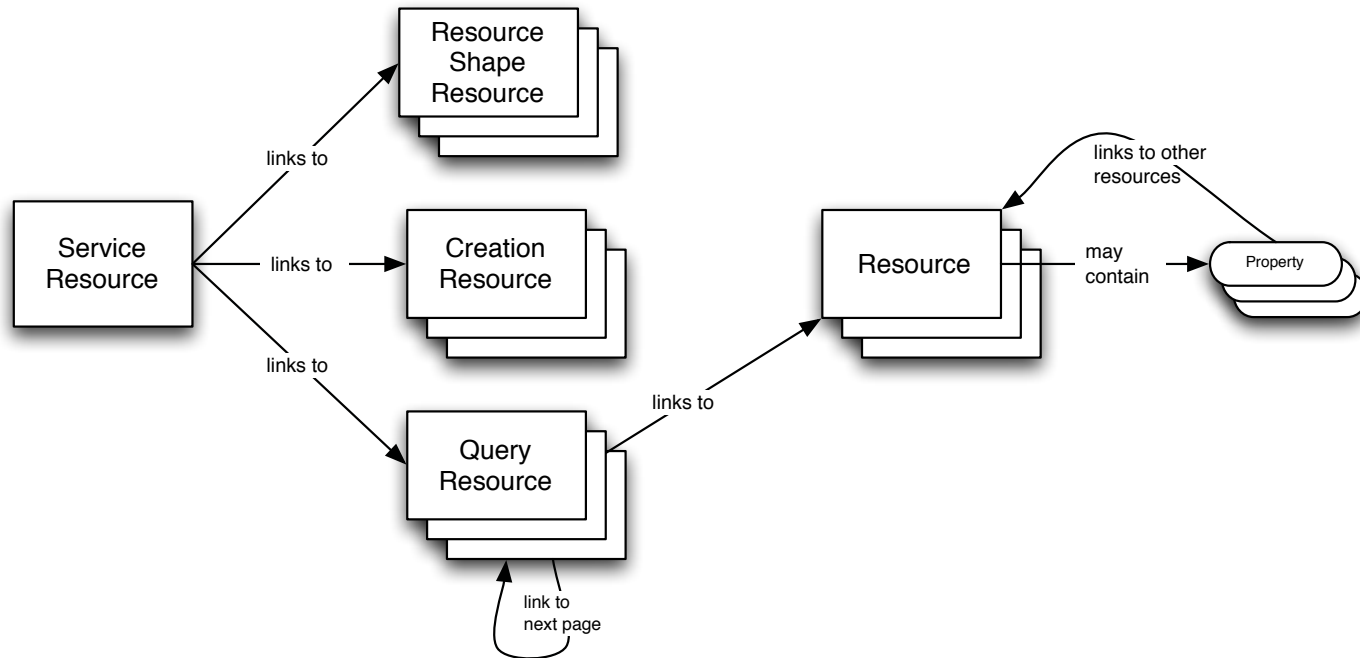 Resource
Shape
Resource
links to
links to other
resources
Service
Resource
links to
Creation
Resource
Resource
may
contain
Property
links to
Query
Resource
links to
link to
next page